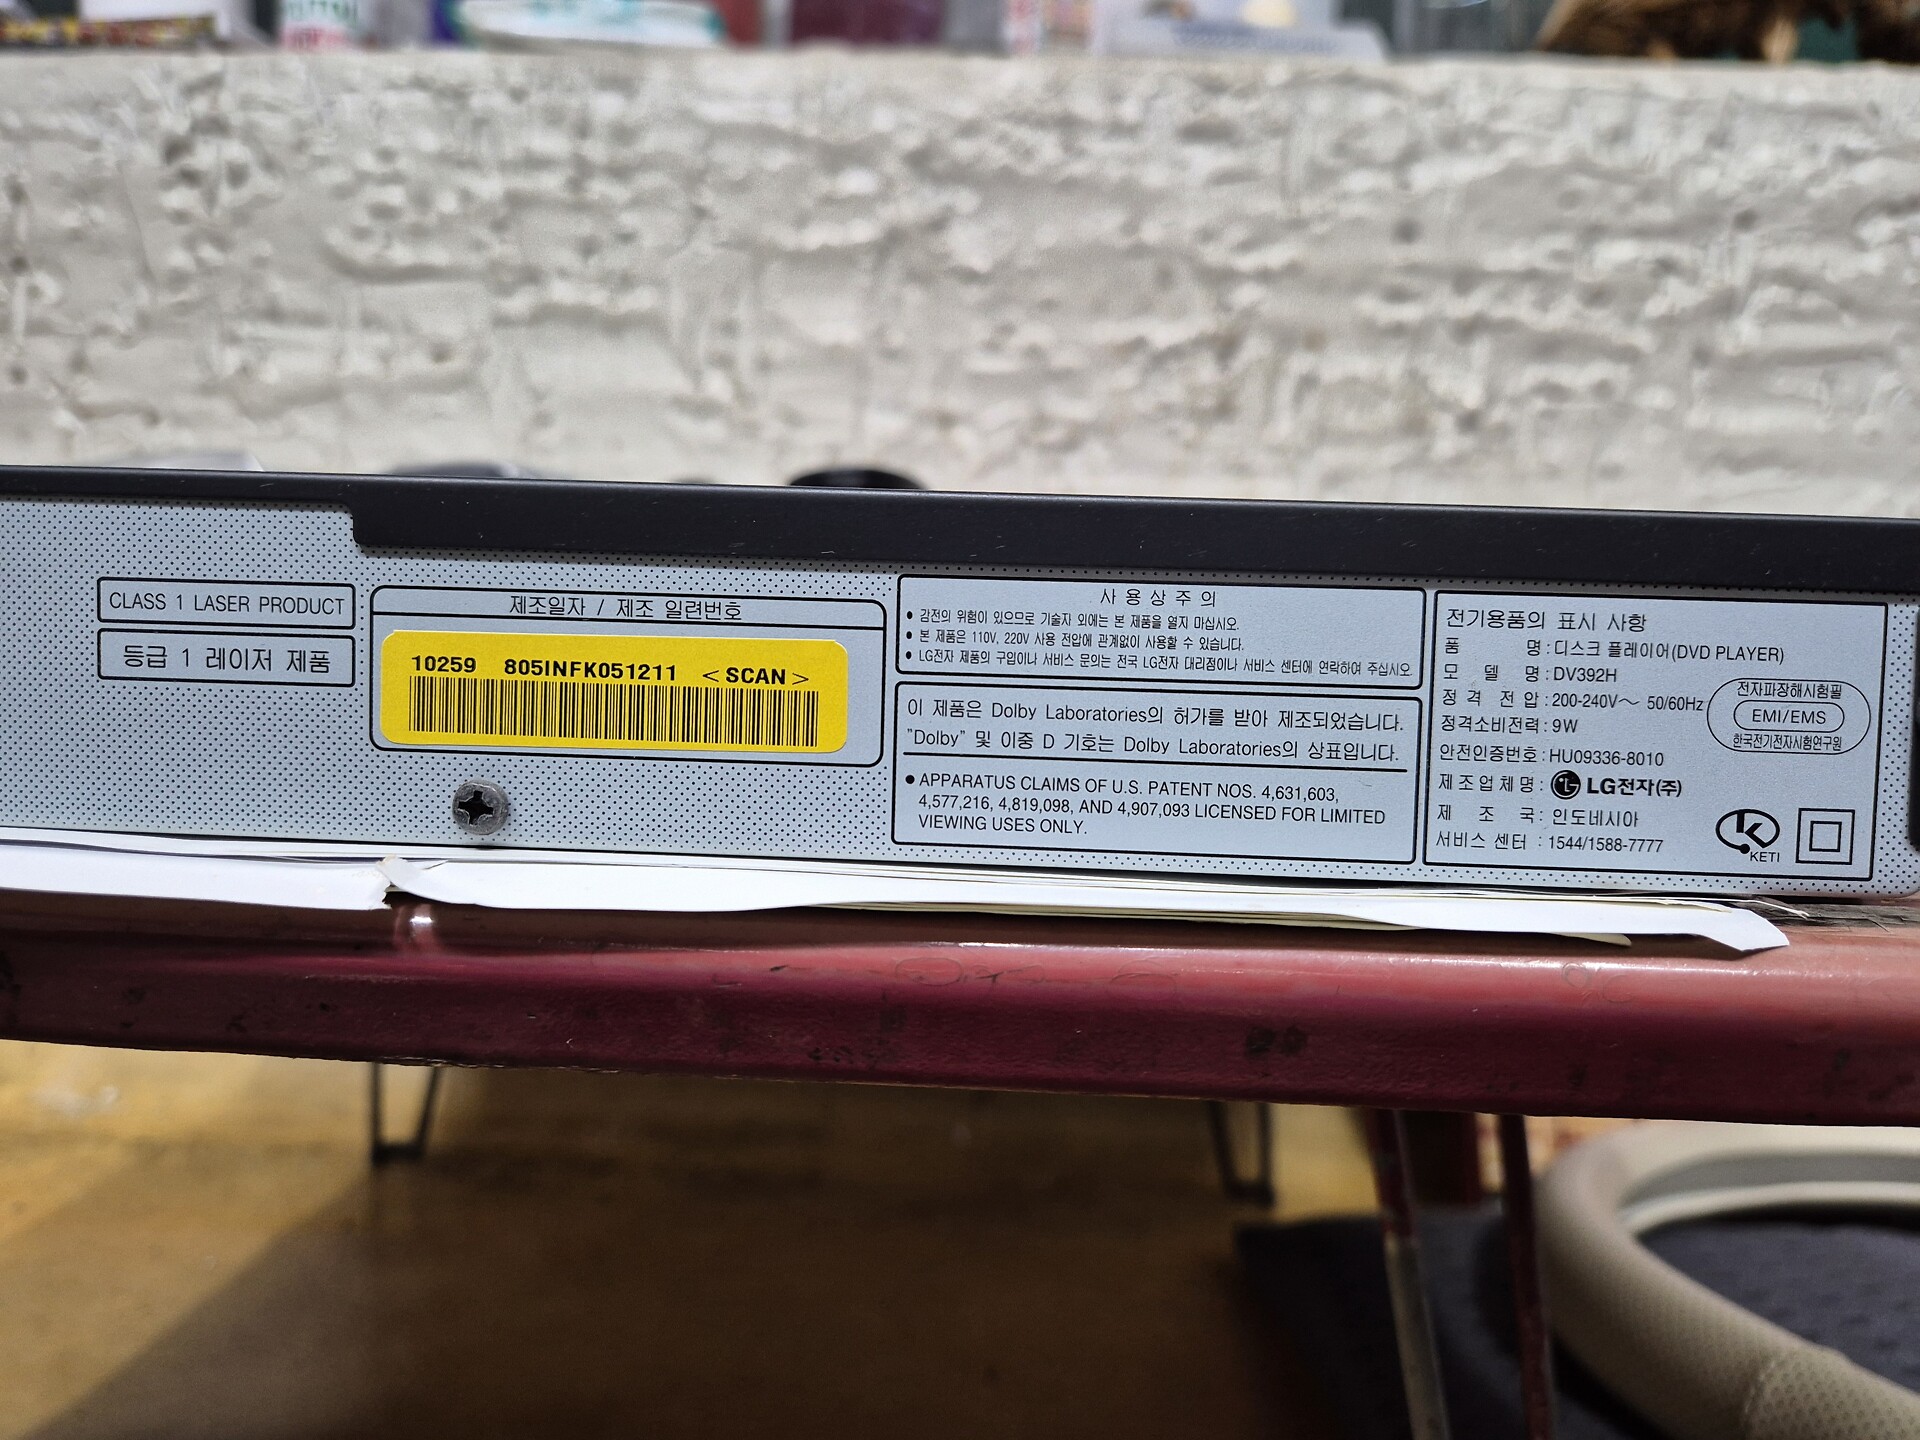 CLASS 1 LASER PRODUCT
등급 1 레이저 제품
제조일자 / 제조 일련번호
10259 805INFK051211 <SCAN>
사용상주의
• 감전의 위험이 있으므로 기술자 외에는 본 제품을 열지 마십시오.
• 본 제품은 110V, 220V 사용 전압에 관계없이 사용할 수 있습니다.
• LG전자 제품의 구입이나 서비스 문의는 전국 LG전자 대리점이나 서비스 센터에 연락하여 주십시오.
이 제품은 Dolby Laboratories의 허가를 받아 제조되었습니다.
"Dolby" 및 이중 D 기호는 Dolby Laboratories의 상표입니다.
• APPARATUS CLAIMS OF U.S. PATENT NOS. 4,631,603,
4,577,216, 4,819,098, AND 4,907,093 LICENSED FOR LIMITED
VIEWING USES ONLY.
전기용품의 표시 사항
품 명 : 디스크 플레이어(DVD PLAYER)
모 델 명 : DV392H
정 격 전 압 : 200-240V～ 50/60Hz
정격소비전력 : 9W
안전인증번호 : HU09336-8010
제조업체명 : LG전자(주)
제 조 국 : 인도네시아
서비스 센터 : 1544/1588-7777
전자파장해시험필
EMI/EMS
한국전기전자시험연구원
KETI